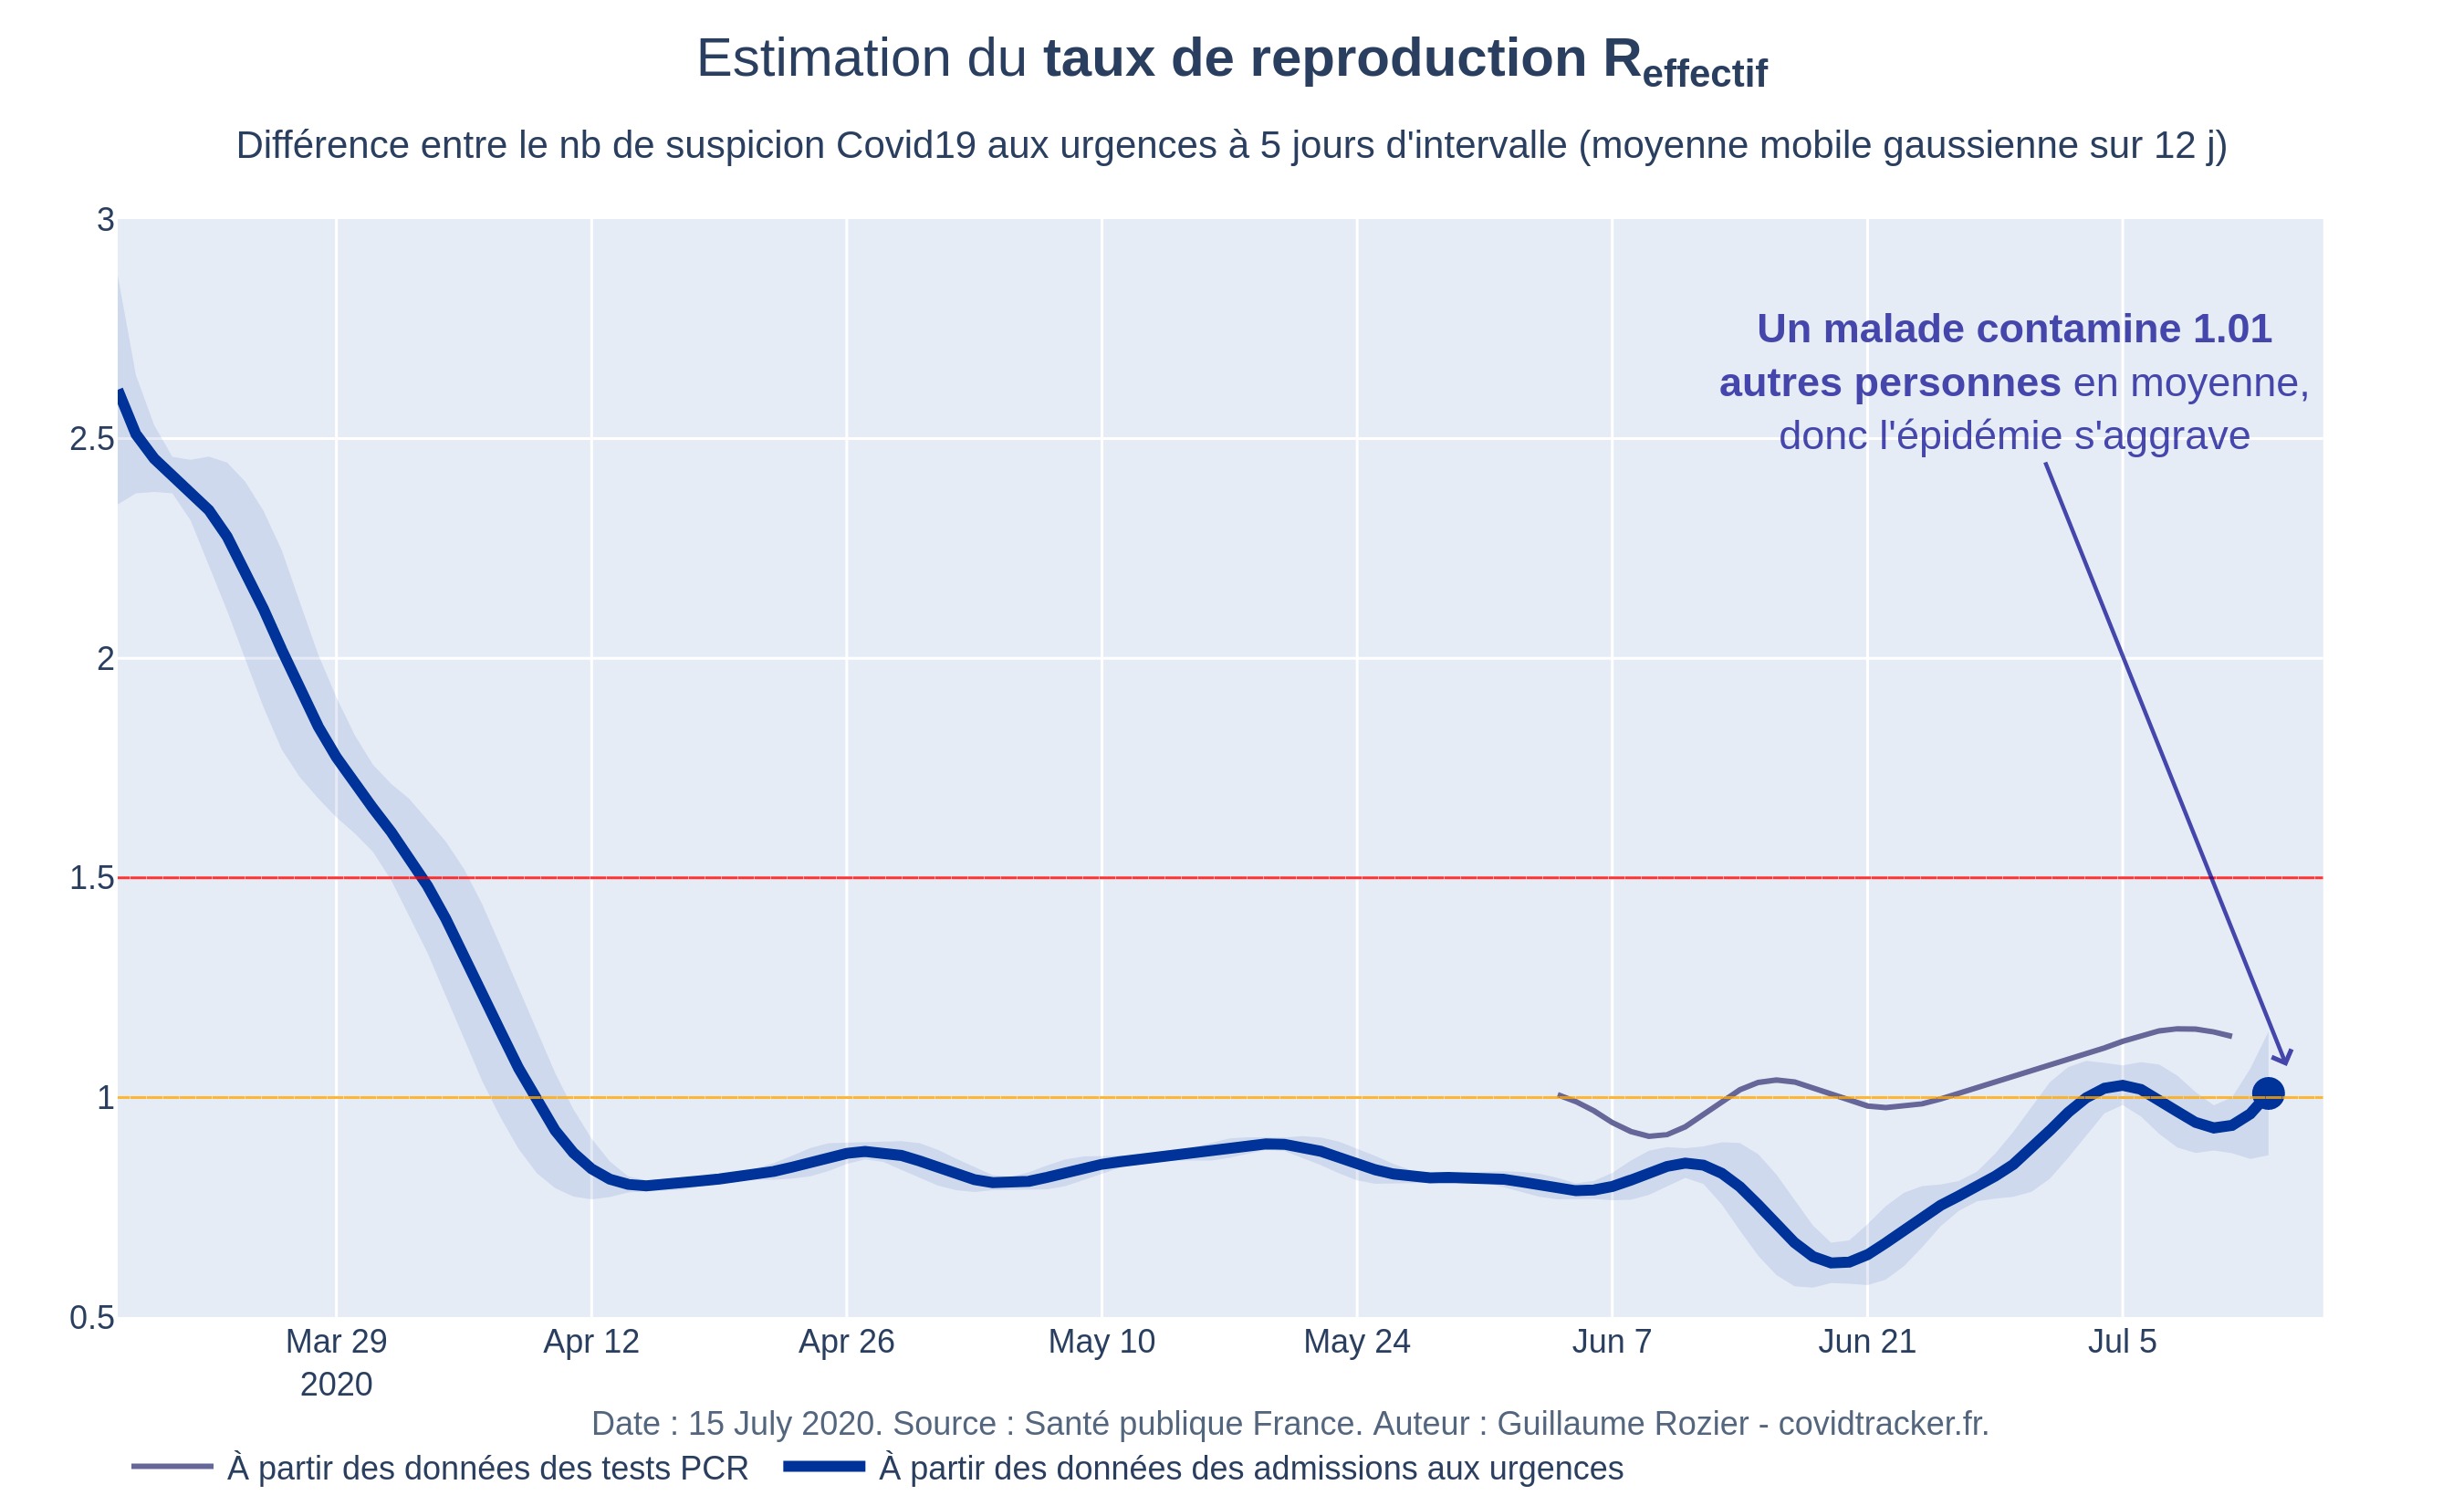 Estimation du taux de reproduction Reffectif
Différence entre le nb de suspicion Covid19 aux urgences à 5 jours d'intervalle (moyenne mobile gaussienne sur 12 j)
3
2.5
2
1.5
1
0.5
Un malade contamine 1.01
autres personnes en moyenne,
donc l'épidémie s'aggrave
Mar 29 Apr 12 Apr 26 May 10 May 24 Jun 7 Jun 21 Jul 5
2020
Date : 15 July 2020. Source : Santé publique France. Auteur : Guillaume Rozier - covidtracker.fr.
À partir des données des tests PCR À partir des données des admissions aux urgences